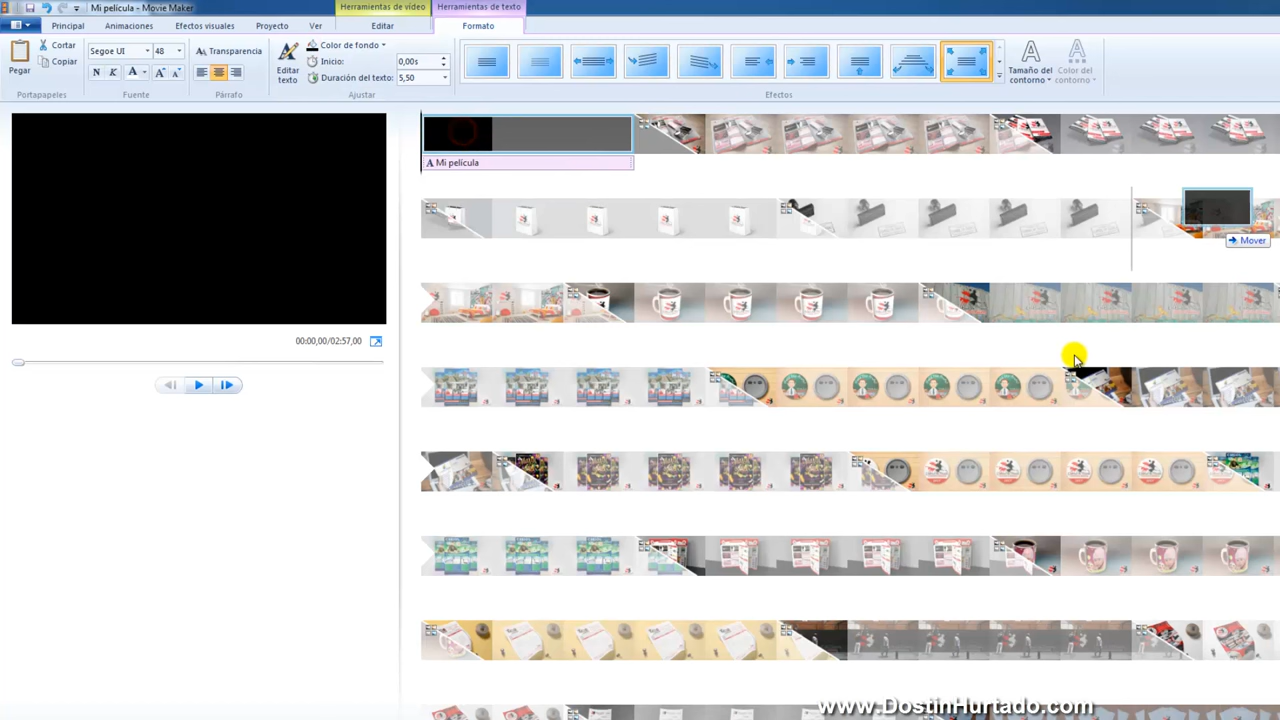 Mi película - Movie Maker
Herramientas de vídeo
Herramientas de texto
Principal
Animaciones
Efectos visuales
Proyecto
Ver
Editar
Formato
Pegar
Cortar
Copiar
Portapapeles
Segoe UI
48
N
K
A
A
A
Transparencia
Fuente
Párrafo
Editar
texto
Color de fondo
Inicio:
0,00s
Duración del texto:
5,50
Ajustar
Efectos
Tamaño del
contorno
Color del
contorno
A Mi película
Mover
00:00,00/02:57,00
www.DostinHurtado.com